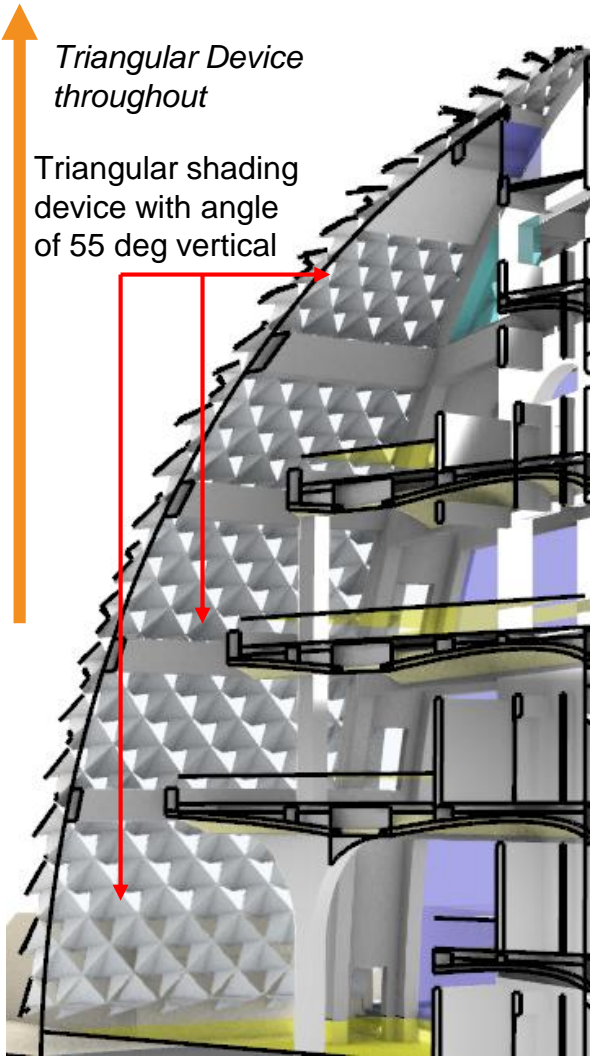 Triangular Device
throughout
Triangular shading
device with angle
of 55 deg vertical